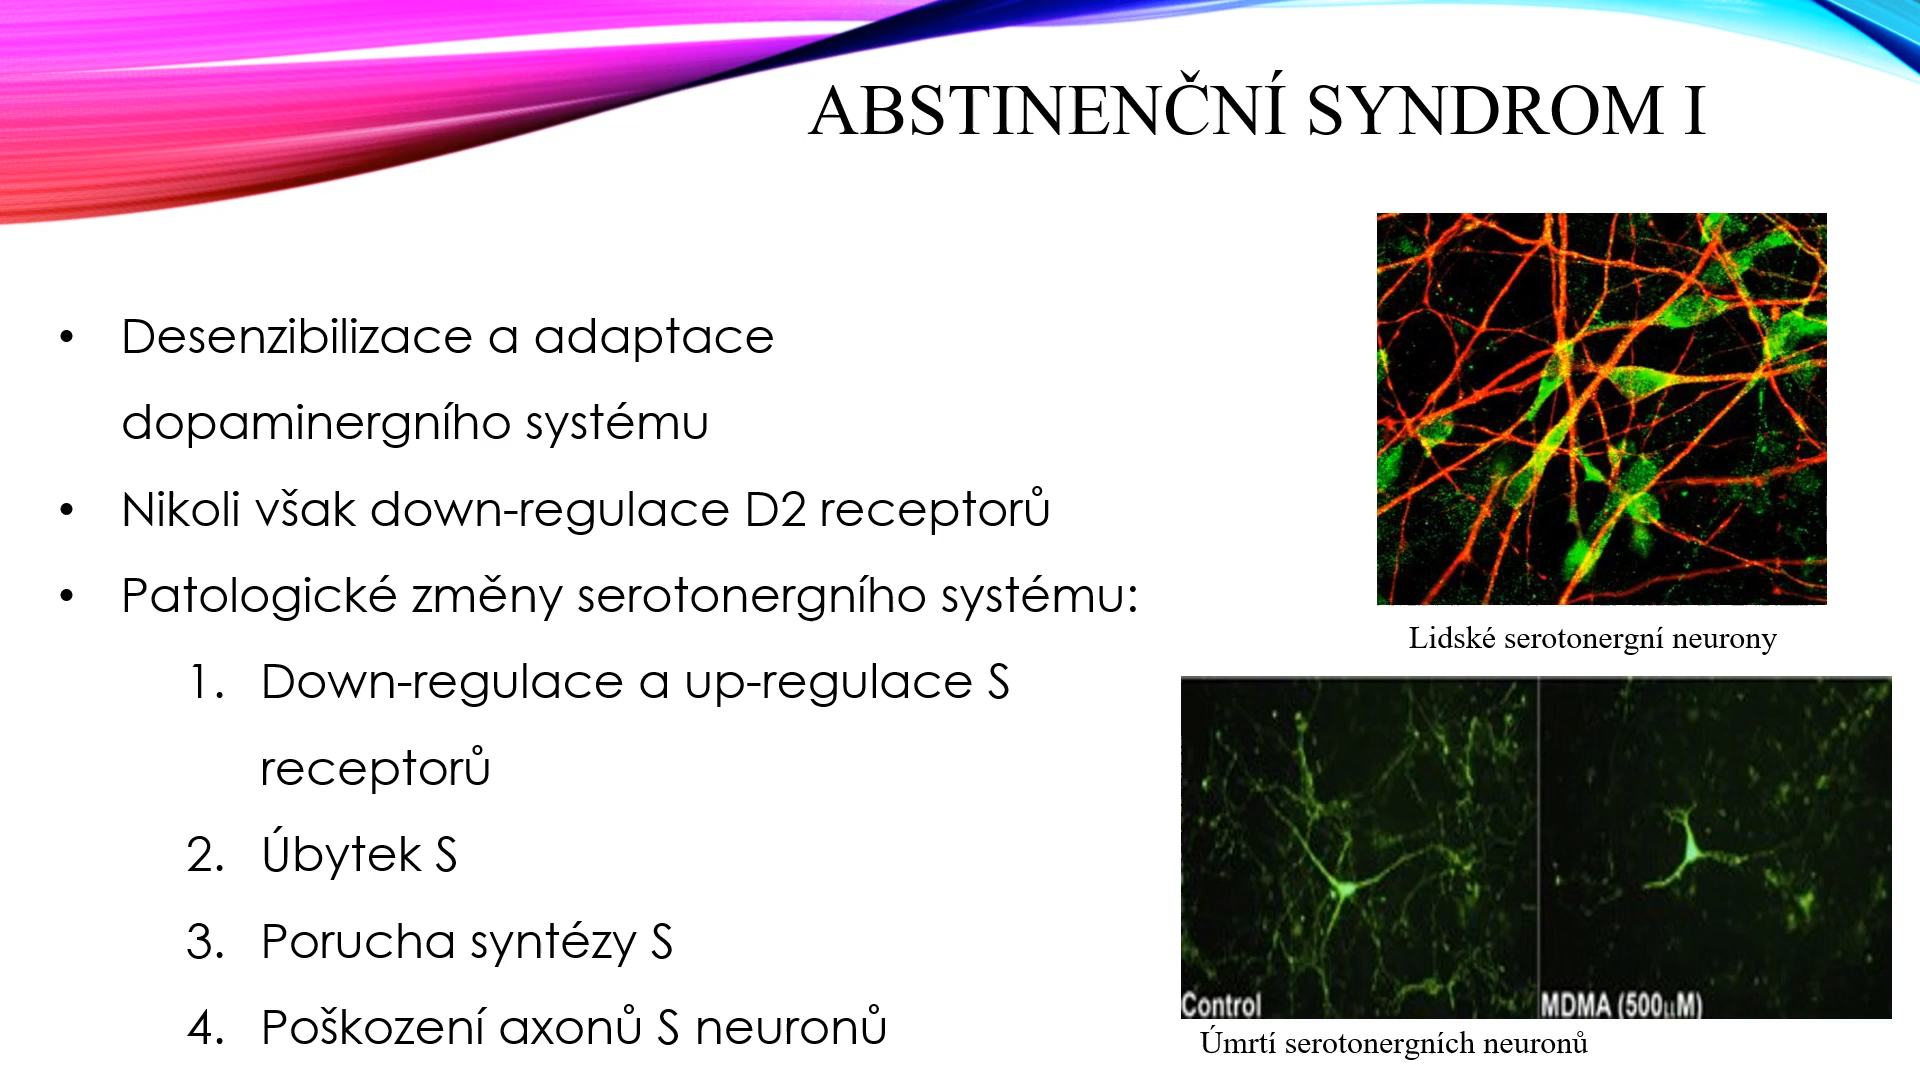 ABSTINENČNÍ SYNDROM I
• Desenzibilizace a adaptace
dopaminergního systému
• Nikoli však down-regulace D2 receptorů
• Patologické změny serotonergního systému:
1. Down-regulace a up-regulace S
receptorů
2. Úbytek S
3. Porucha syntézy S
4. Poškození axonů S neuronů
Lidské serotonergní neurony
Control
MDMA (500µM)
Úmrtí serotonergních neuronů